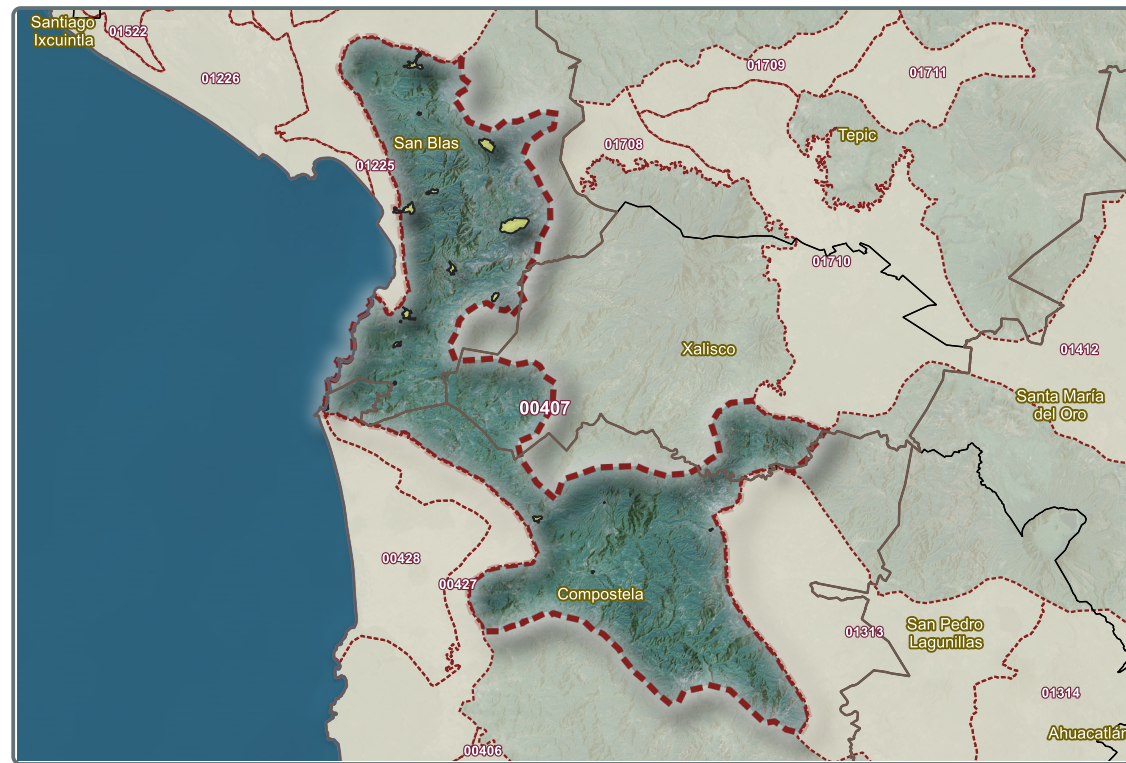 Santiago
Ixcuintla
01522
01226
01709
01711
San Blas
Tepic
01708
01225
01710
Xalisco
01412
00407
Santa María
del Oro
00428
00427
Compostela
01313
San Pedro
Lagunillas
01314
Ahuacatlán
00406